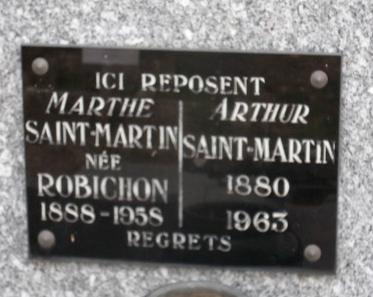 ICI REPOSENT
MARTHE
SAINT-MARTIN
NÉE
ROBICHON
1888-1958
ARTHUR
SAINT-MARTIN
1880
1963
REGRETS